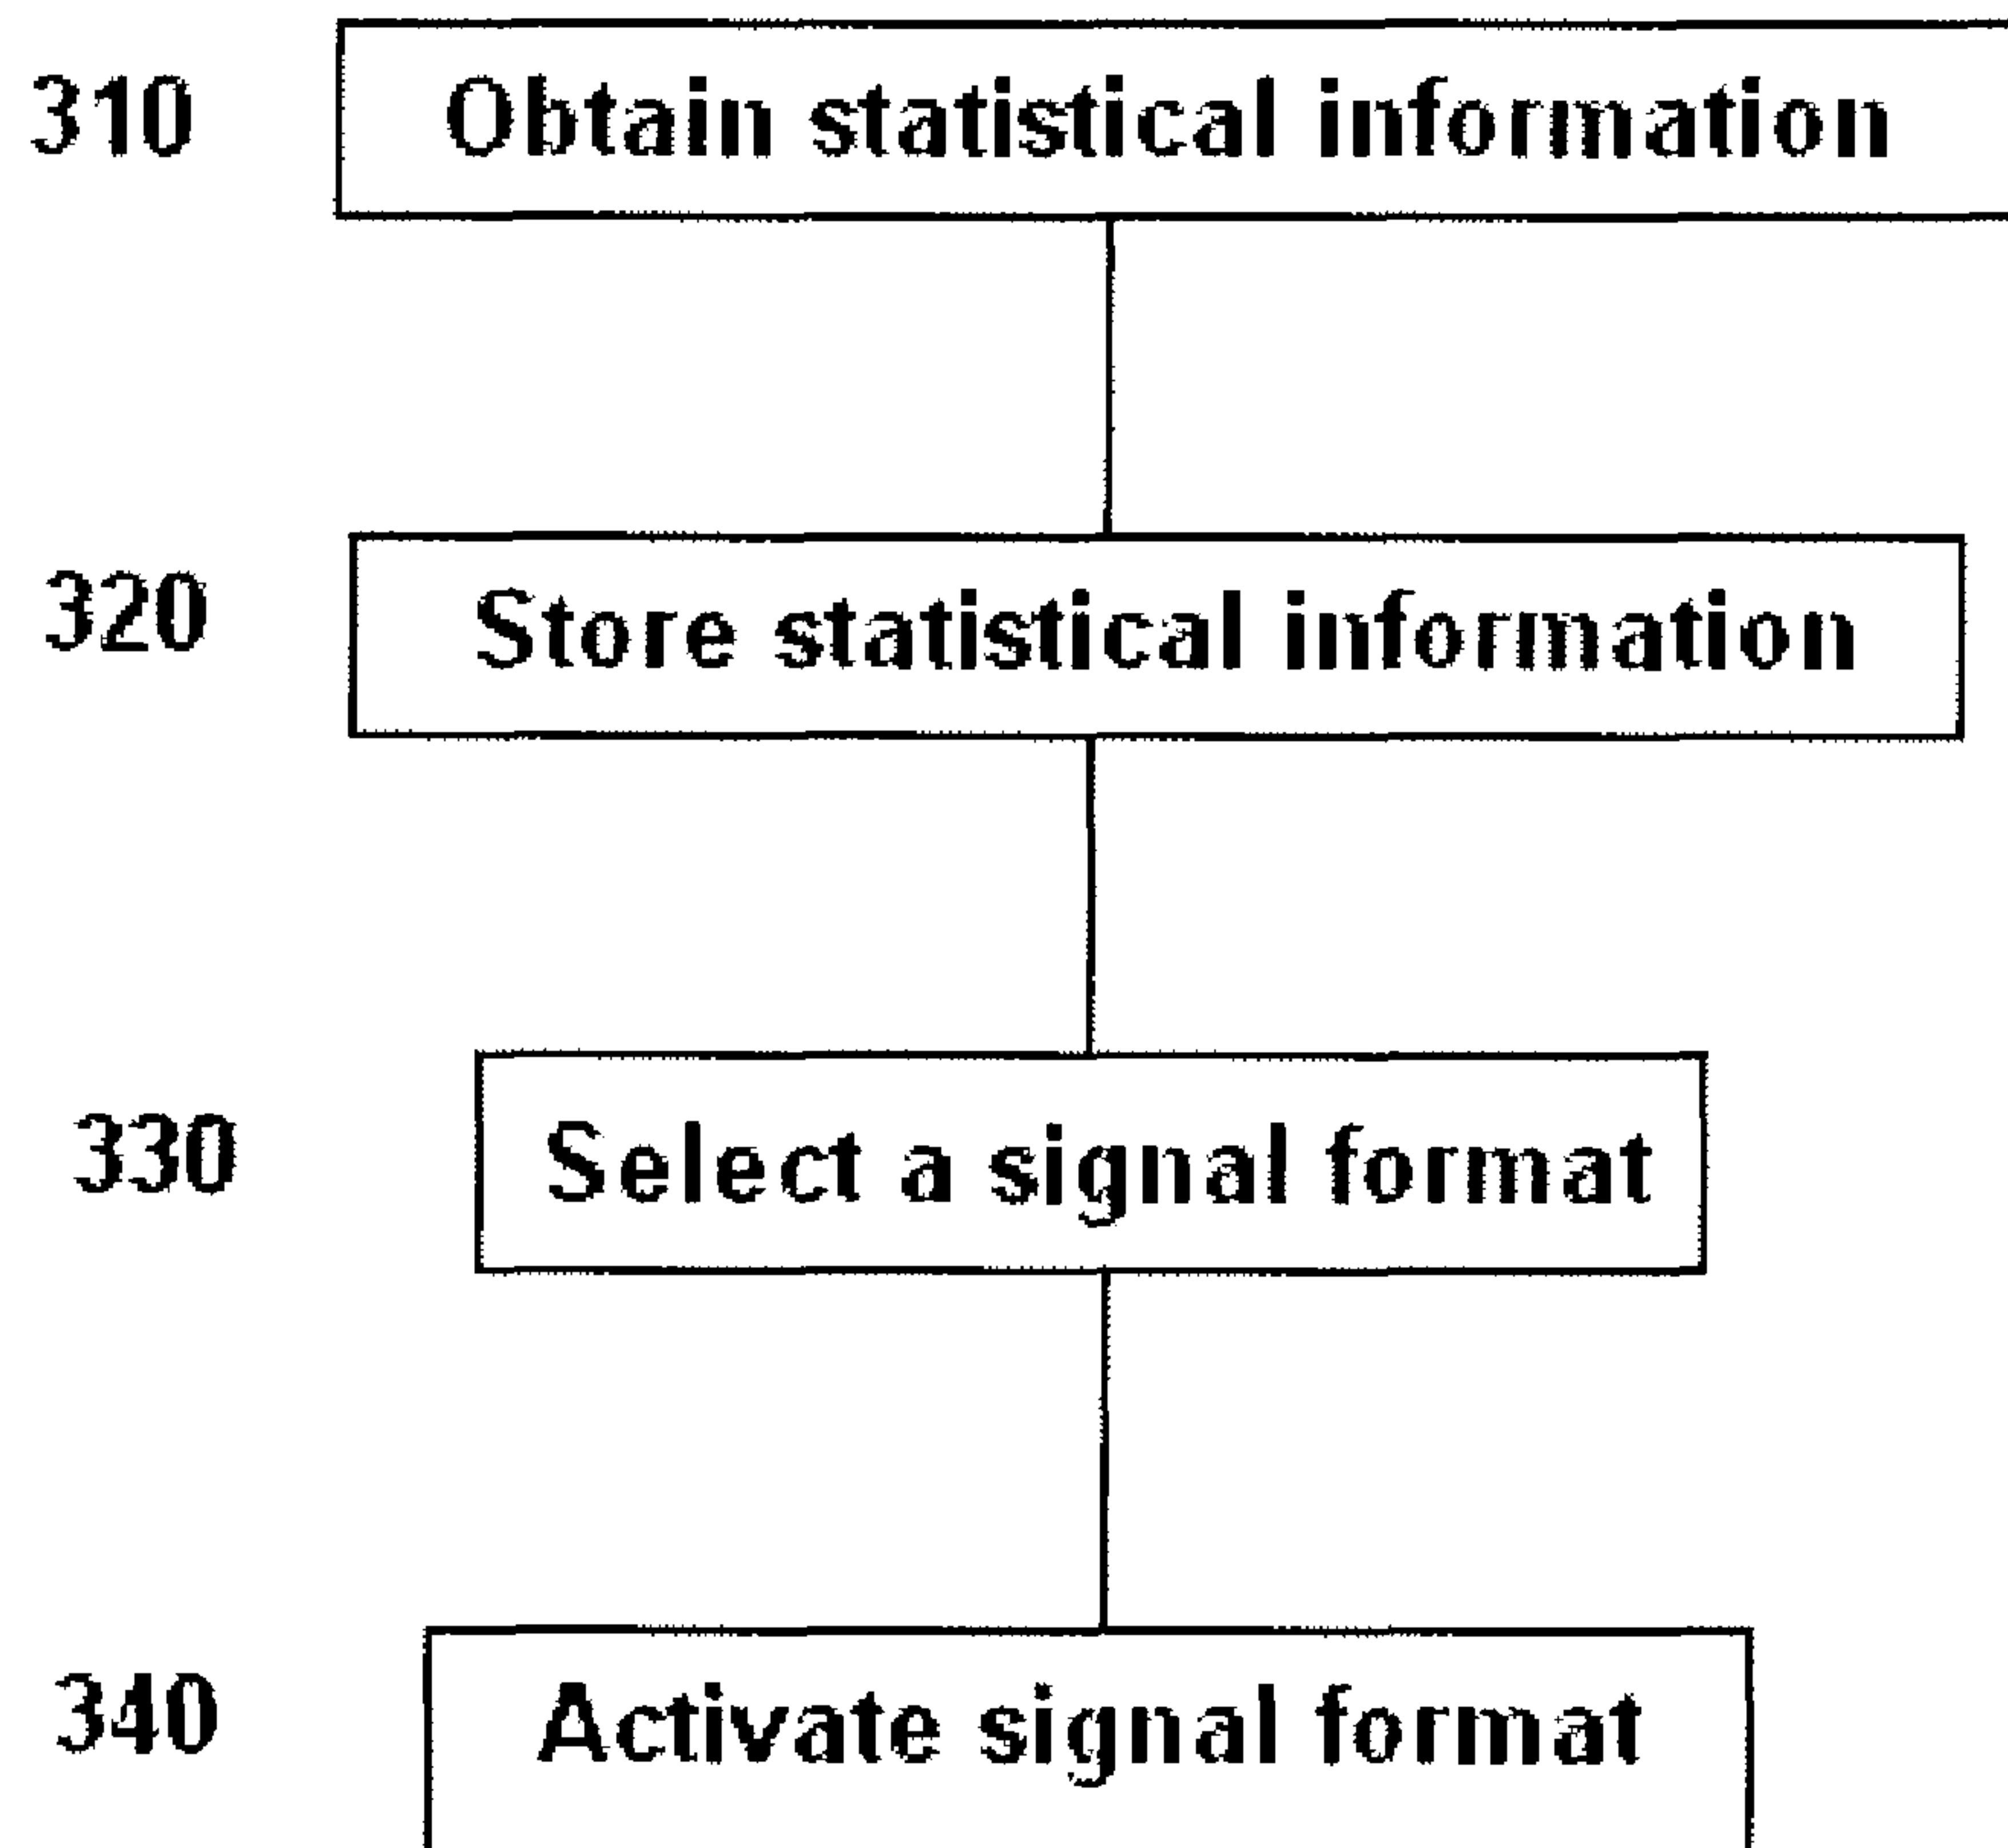 310 Obtain statistical information
320 Store statistical information
330 Select a signal format
340 Activate signal format